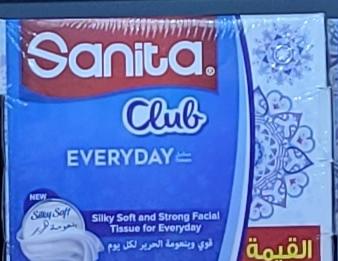 Sanita®
Club
EVERYDAY
NEW
Silky Soft
Silky Soft and Strong Facial
Tissue for Everyday
قوي وبنعومة الحرير لكل يوم
القيمة